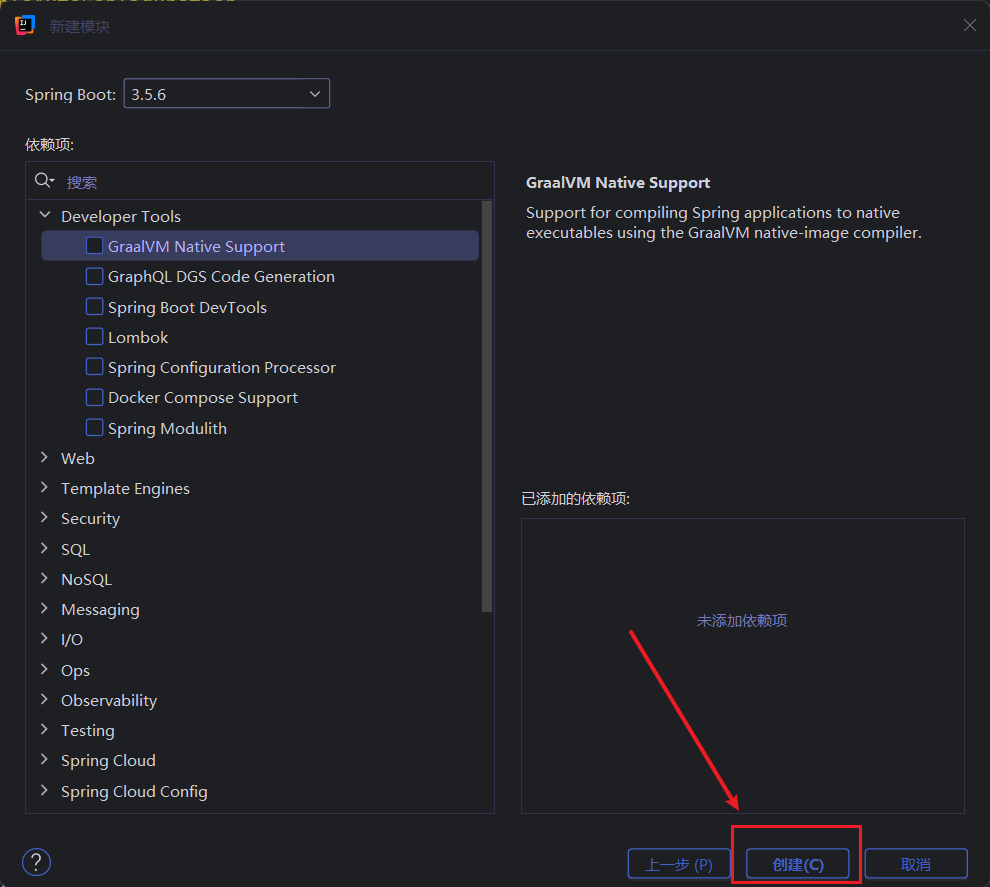 新建模块
Spring Boot: 3.5.6
依赖项:
搜索
Developer Tools
GraalVM Native Support
GraphQL DGS Code Generation
Spring Boot DevTools
Lombok
Spring Configuration Processor
Docker Compose Support
Spring Modulith
Web
Template Engines
Security
SQL
NoSQL
Messaging
I/O
Ops
Observability
Testing
Spring Cloud
Spring Cloud Config
GraalVM Native Support
Support for compiling Spring applications to native
executables using the GraalVM native-image compiler.
已添加的依赖项:
未添加依赖项
?
上一步 (P)
创建(C)
取消